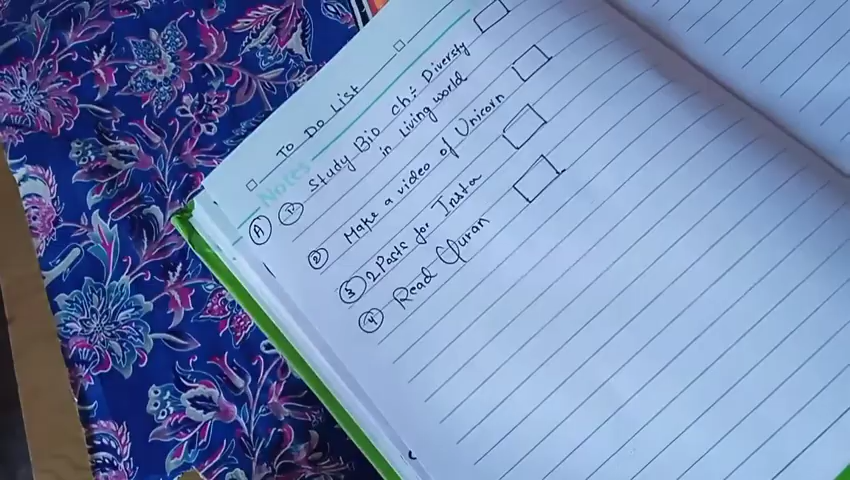 TO DO LIST
Notes
(A) (1) Study Bio ch:- Diversty
in Living world
(2) Make a video of Unicorn
(3) 2 Posts for Insta
(4) Read Quran